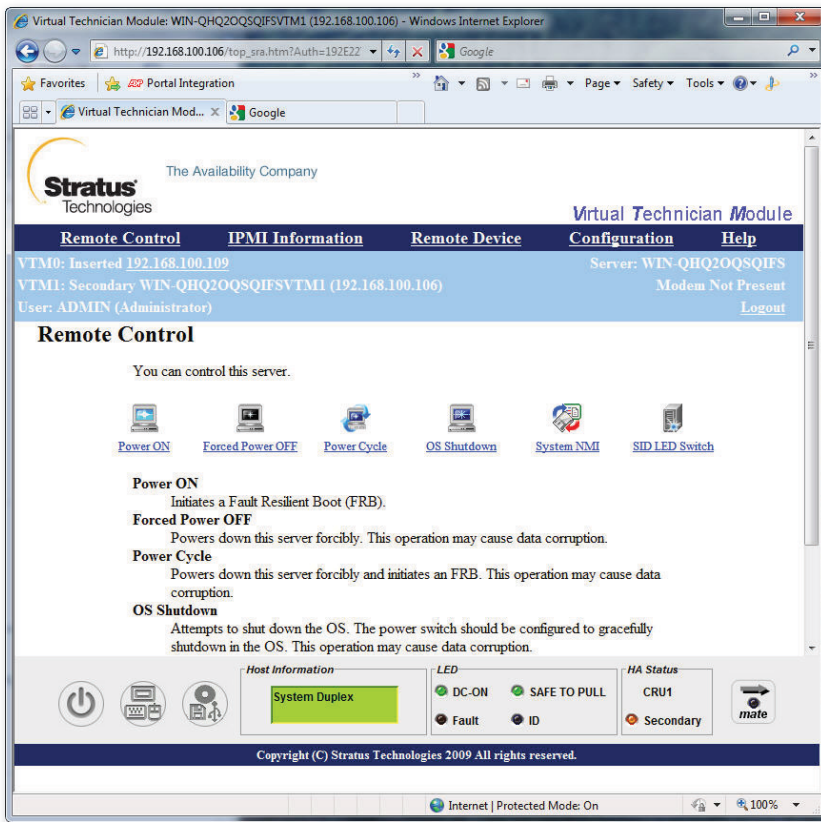 Virtual Technician Module: WIN-QHQ2OQSQIFSVTM1 (192.168.100.106) - Windows Internet Explorer
http://192.168.100.106/top_sra.htm?Auth=192E22
Google
Favorites
Portal Integration
Page
Safety
Tools
Virtual Technician Mod...
Google
Stratus
Technologies
The Availability Company
Virtual Technician Module
Remote Control IPMI Information Remote Device Configuration Help
VTM0: Inserted 192.168.100.109 Server: WIN-QHQ2OQSQIFS
VTM1: Secondary WIN-QHQ2OQSQIFSVTM1 (192.168.100.106) Modem Not Present
User: ADMIN (Administrator) Logout
Remote Control
You can control this server.
Power ON Forced Power OFF Power Cycle OS Shutdown System NMI SID LED Switch
Power ON
Initiates a Fault Resilient Boot (FRB).
Forced Power OFF
Powers down this server forcibly. This operation may cause data corruption.
Power Cycle
Powers down this server forcibly and initiates an FRB. This operation may cause data
corruption.
OS Shutdown
Attempts to shut down the OS. The power switch should be configured to gracefully
shutdown in the OS. This operation may cause data corruption.
Host Information LED HA Status
System Duplex DC-ON SAFE TO PULL CRU1
Fault ID Secondary mate
Copyright (C) Stratus Technologies 2009 All rights reserved.
Internet | Protected Mode: On 100%